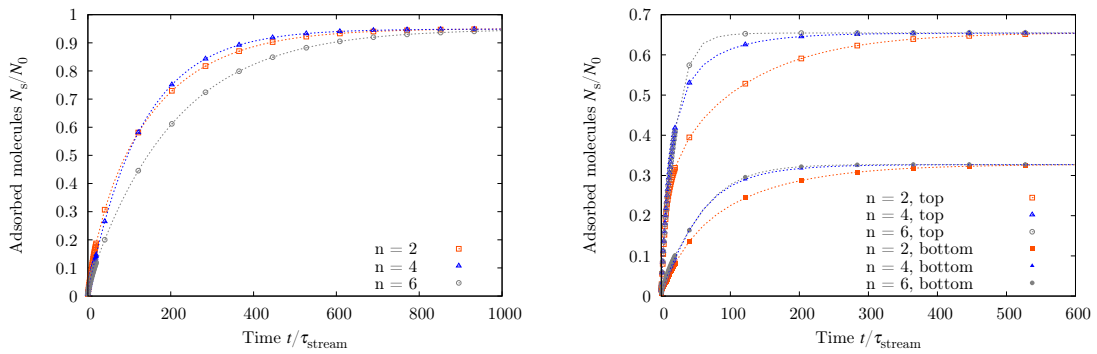 Adsorbed molecules N_s/N_0
1
0.9
0.8
0.7
0.6
0.5
0.4
0.3
0.2
0.1
0
0
200
400
600
800
1000
Time t/τ_stream
n = 2
n = 4
n = 6
Adsorbed molecules N_s/N_0
0.7
0.6
0.5
0.4
0.3
0.2
0.1
0
0
100
200
300
400
500
600
Time t/τ_stream
n = 2, top
n = 4, top
n = 6, top
n = 2, bottom
n = 4, bottom
n = 6, bottom